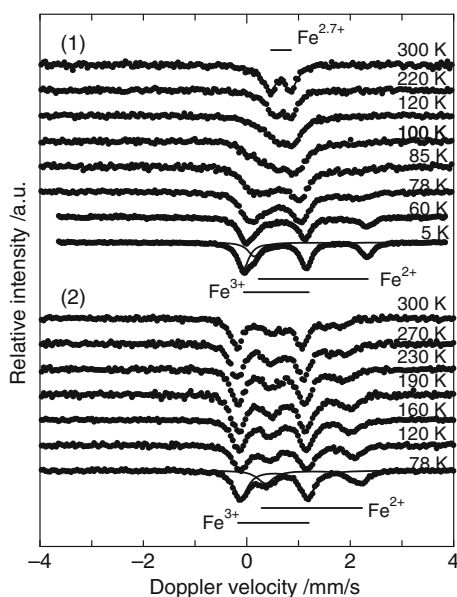 (1)
Fe2.7+
300 K
220 K
120 K
100 K
85 K
78 K
60 K
5 K
Fe3+
Fe2+
(2)
300 K
270 K
230 K
190 K
160 K
120 K
78 K
Fe3+
Fe2+
Relative intensity /a.u.
−4 −2 0 2 4
Doppler velocity /mm/s